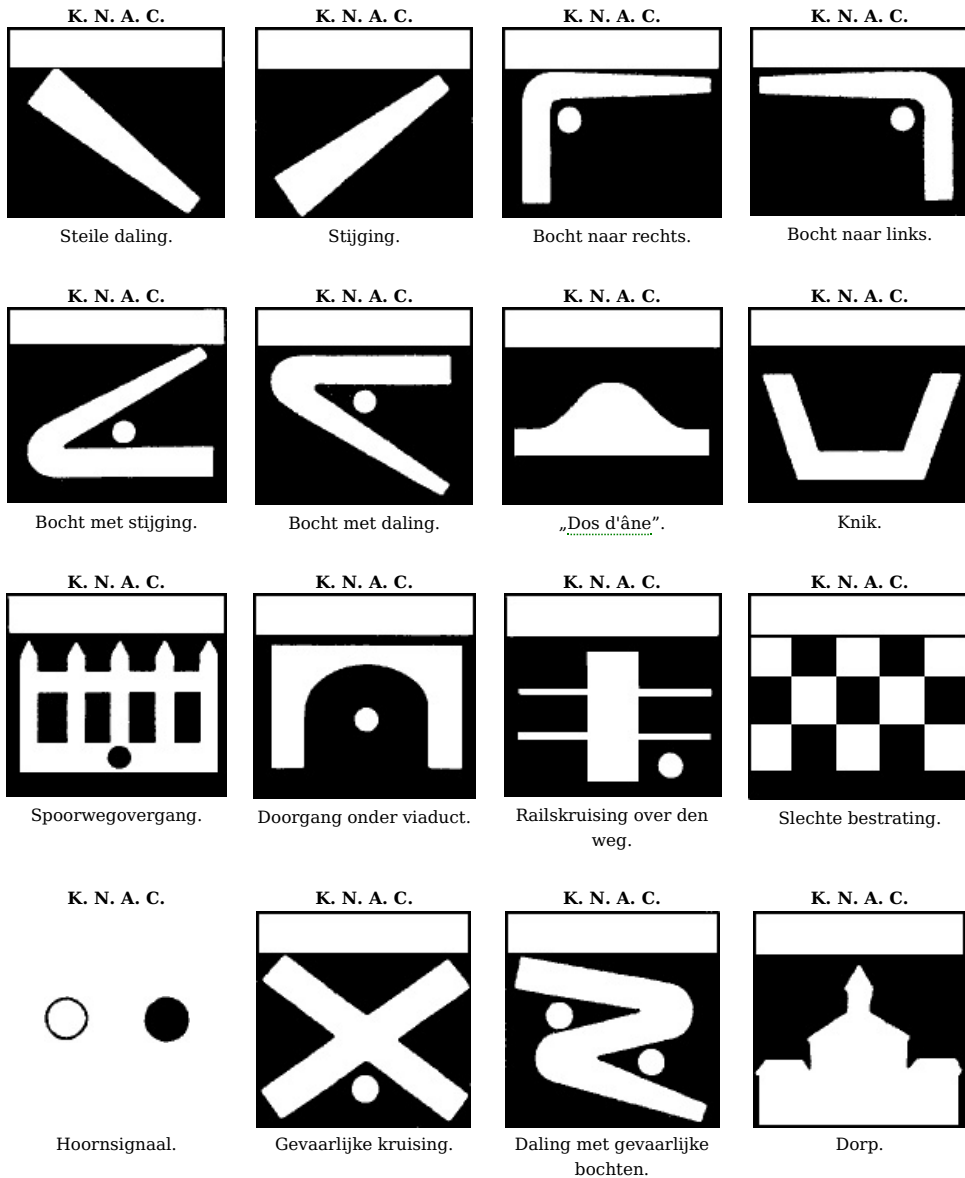 K. N. A. C. K. N. A. C. K. N. A. C. K. N. A. C.
Steile daling. Stijging. Bocht naar rechts. Bocht naar links.
K. N. A. C. K. N. A. C. K. N. A. C. K. N. A. C.
Bocht met stijging. Bocht met daling. „Dos d'âne”. Knik.
K. N. A. C. K. N. A. C. K. N. A. C. K. N. A. C.
Spoorwegovergang. Doorgang onder viaduct. Railskruising over den Slechte bestrating.
weg.
K. N. A. C. K. N. A. C. K. N. A. C. K. N. A. C.
Hoornsignaal. Gevaarlijke kruising. Daling met gevaarlijke Dorp.
bochten.